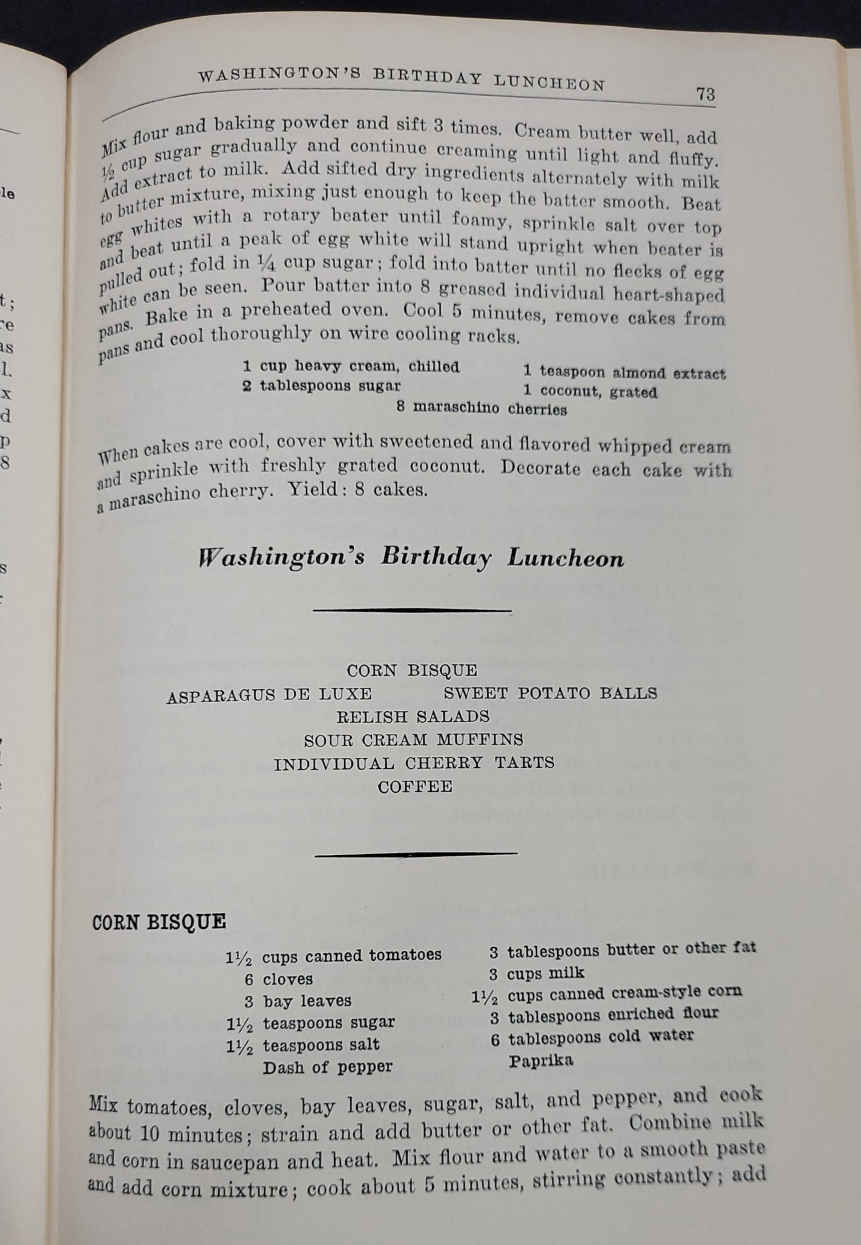 WASHINGTON'S BIRTHDAY LUNCHEON 73
Mix flour and baking powder and sift 3 times. Cream butter well, add
½ cup sugar gradually and continue creaming until light and fluffy.
Add extract to milk. Add sifted dry ingredients alternately with milk
to butter mixture, mixing just enough to keep the batter smooth. Beat
egg whites with a rotary beater until foamy, sprinkle salt over top
and beat until a peak of egg white will stand upright when beater is
pulled out; fold in ¼ cup sugar; fold into batter until no flecks of egg
white can be seen. Pour batter into 8 greased individual heart-shaped
pans. Bake in a preheated oven. Cool 5 minutes, remove cakes from
pans and cool thoroughly on wire cooling racks.
1 cup heavy cream, chilled 1 teaspoon almond extract
2 tablespoons sugar 1 coconut, grated
8 maraschino cherries
When cakes are cool, cover with sweetened and flavored whipped cream
and sprinkle with freshly grated coconut. Decorate each cake with
a maraschino cherry. Yield: 8 cakes.
Washington's Birthday Luncheon
CORN BISQUE
ASPARAGUS DE LUXE SWEET POTATO BALLS
RELISH SALADS
SOUR CREAM MUFFINS
INDIVIDUAL CHERRY TARTS
COFFEE
CORN BISQUE
1½ cups canned tomatoes 3 tablespoons butter or other fat
6 cloves 3 cups milk
3 bay leaves 1½ cups canned cream-style corn
1½ teaspoons sugar 3 tablespoons enriched flour
1½ teaspoons salt 6 tablespoons cold water
Dash of pepper Paprika
Mix tomatoes, cloves, bay leaves, sugar, salt, and pepper, and cook
about 10 minutes; strain and add butter or other fat. Combine milk
and corn in saucepan and heat. Mix flour and water to a smooth paste
and add corn mixture; cook about 5 minutes, stirring constantly; add